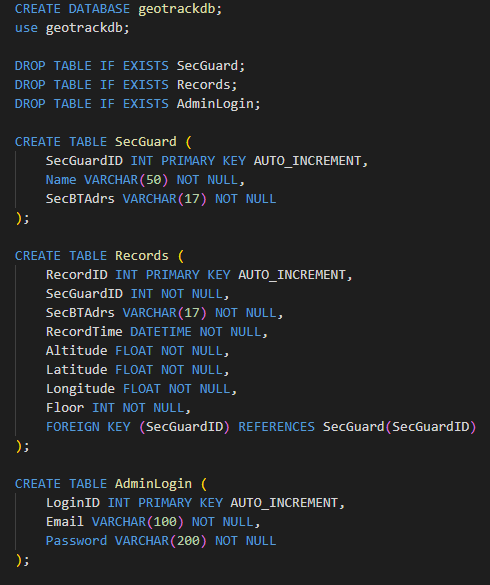 CREATE DATABASE geotrackdb;
use geotrackdb;

DROP TABLE IF EXISTS SecGuard;
DROP TABLE IF EXISTS Records;
DROP TABLE IF EXISTS AdminLogin;

CREATE TABLE SecGuard (
    SecGuardID INT PRIMARY KEY AUTO_INCREMENT,
    Name VARCHAR(50) NOT NULL,
    SecBTAdrs VARCHAR(17) NOT NULL
);

CREATE TABLE Records (
    RecordID INT PRIMARY KEY AUTO_INCREMENT,
    SecGuardID INT NOT NULL,
    SecBTAdrs VARCHAR(17) NOT NULL,
    RecordTime DATETIME NOT NULL,
    Altitude FLOAT NOT NULL,
    Latitude FLOAT NOT NULL,
    Longitude FLOAT NOT NULL,
    Floor INT NOT NULL,
    FOREIGN KEY (SecGuardID) REFERENCES SecGuard(SecGuardID)
);

CREATE TABLE AdminLogin (
    LoginID INT PRIMARY KEY AUTO_INCREMENT,
    Email VARCHAR(100) NOT NULL,
    Password VARCHAR(200) NOT NULL
);